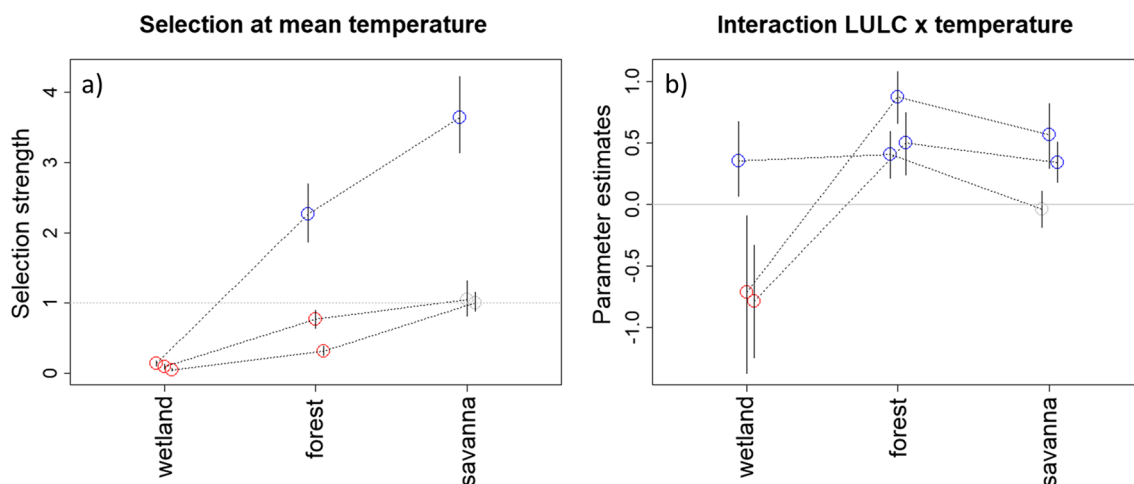 Selection at mean temperature
a)
Selection strength
4
3
2
1
0
wetland
forest
savanna
Interaction LULC x temperature
b)
Parameter estimates
1.0
0.5
0.0
-0.5
-1.0
wetland
forest
savanna